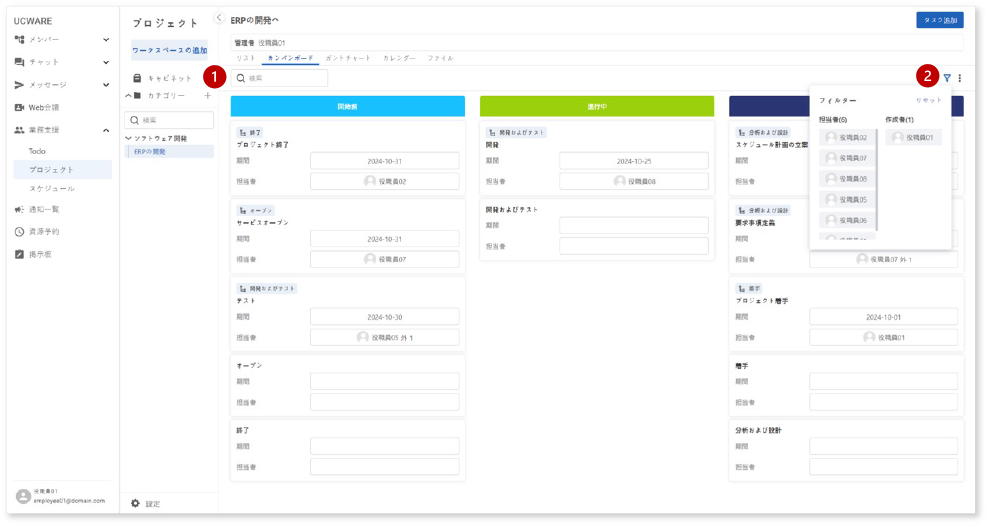 UCWARE
メンバー
チャット
メッセージ
Web会議
業務支援
Todo
プロジェクト
スケジュール
通知一覧
資源予約
掲示板
役職員01
employee01@domain.com
プロジェクト
ワークスペースの追加
キャビネット
カテゴリー
検索
ソフトウェア開発
ERPの開発
設定
ERPの開発へ
タスク追加
管理者 役職員01
リスト カンバンボード ガントチャート カレンダー ファイル
1
検索
2
開始前
終了
プロジェクト終了
期間 2024-10-31
担当者 役職員02
オープン
サービスオープン
期間 2024-10-31
担当者 役職員07
開発およびテスト
テスト
期間 2024-10-30
担当者 役職員05 外 1
オープン
期間
担当者
終了
期間
担当者
進行中
開発およびテスト
開発
期間 2024-10-25
担当者 役職員08
開発およびテスト
期間
担当者
分析および設計
スケジュール計画の立案
期間
担当者
分析および設計
要求事項定義
期間
担当者 役職員07 外 1
着手
プロジェクト着手
期間 2024-10-01
担当者 役職員01
着手
期間
担当者
分析および設計
期間
担当者
フィルター リセット
担当者(6) 作成者(1)
役職員02 役職員01
役職員07
役職員08
役職員05
役職員06